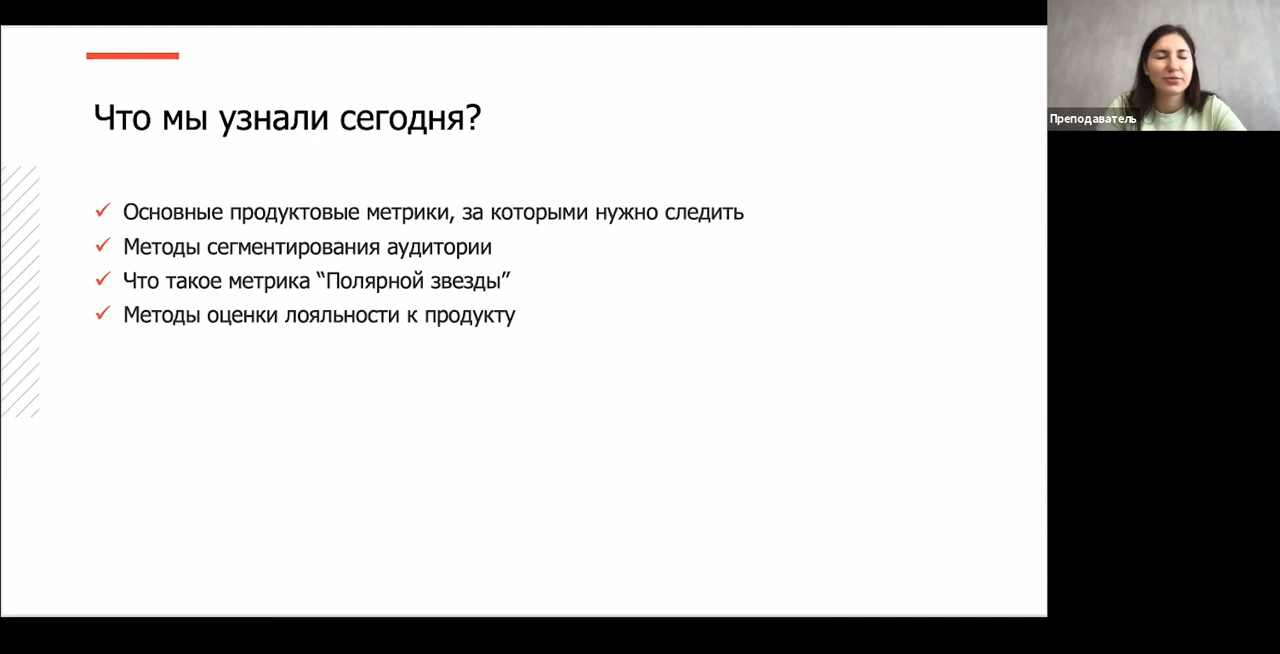 Что мы узнали сегодня?
Основные продуктовые метрики, за которыми нужно следить
Методы сегментирования аудитории
Что такое метрика “Полярной звезды”
Методы оценки лояльности к продукту
Преподаватель